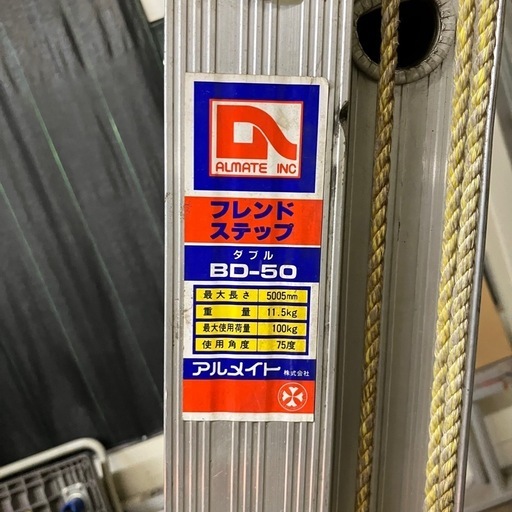 ALMATE INC
フレンド
ステップ
ダブル
BD-50
最大長さ 5005mm
重量 11.5kg
最大使用荷重 100kg
使用角度 75度
アルメイト株式会社